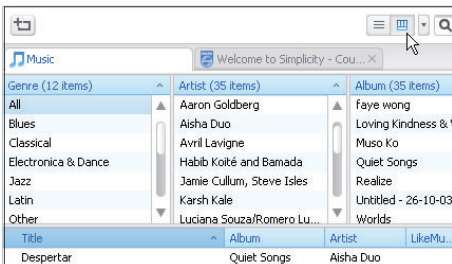 Music
Welcome to Simplicity - Cou...
Genre (12 items)
Artist (35 items)
Album (35 items)
All
Aaron Goldberg
faye wong
Blues
Aisha Duo
Loving Kindness &
Classical
Avril Lavigne
Muso Ko
Electronica & Dance
Habib Koité and Bamada
Quiet Songs
Jazz
Jamie Cullum, Steve Isles
Realize
Latin
Karsh Kale
Untitled - 26-10-03
Other
Luciana Souza/Romero Lu...
Worlds
Title
Album
Artist
LikeMu...
Despertar
Quiet Songs
Aisha Duo